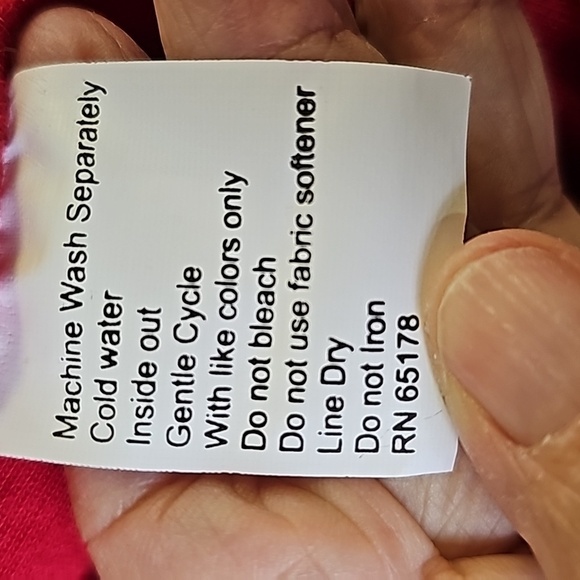 Machine Wash Separately
Cold water
Inside out
Gentle Cycle
With like colors only
Do not bleach
Do not use fabric softener
Line Dry
Do not Iron
RN 65178